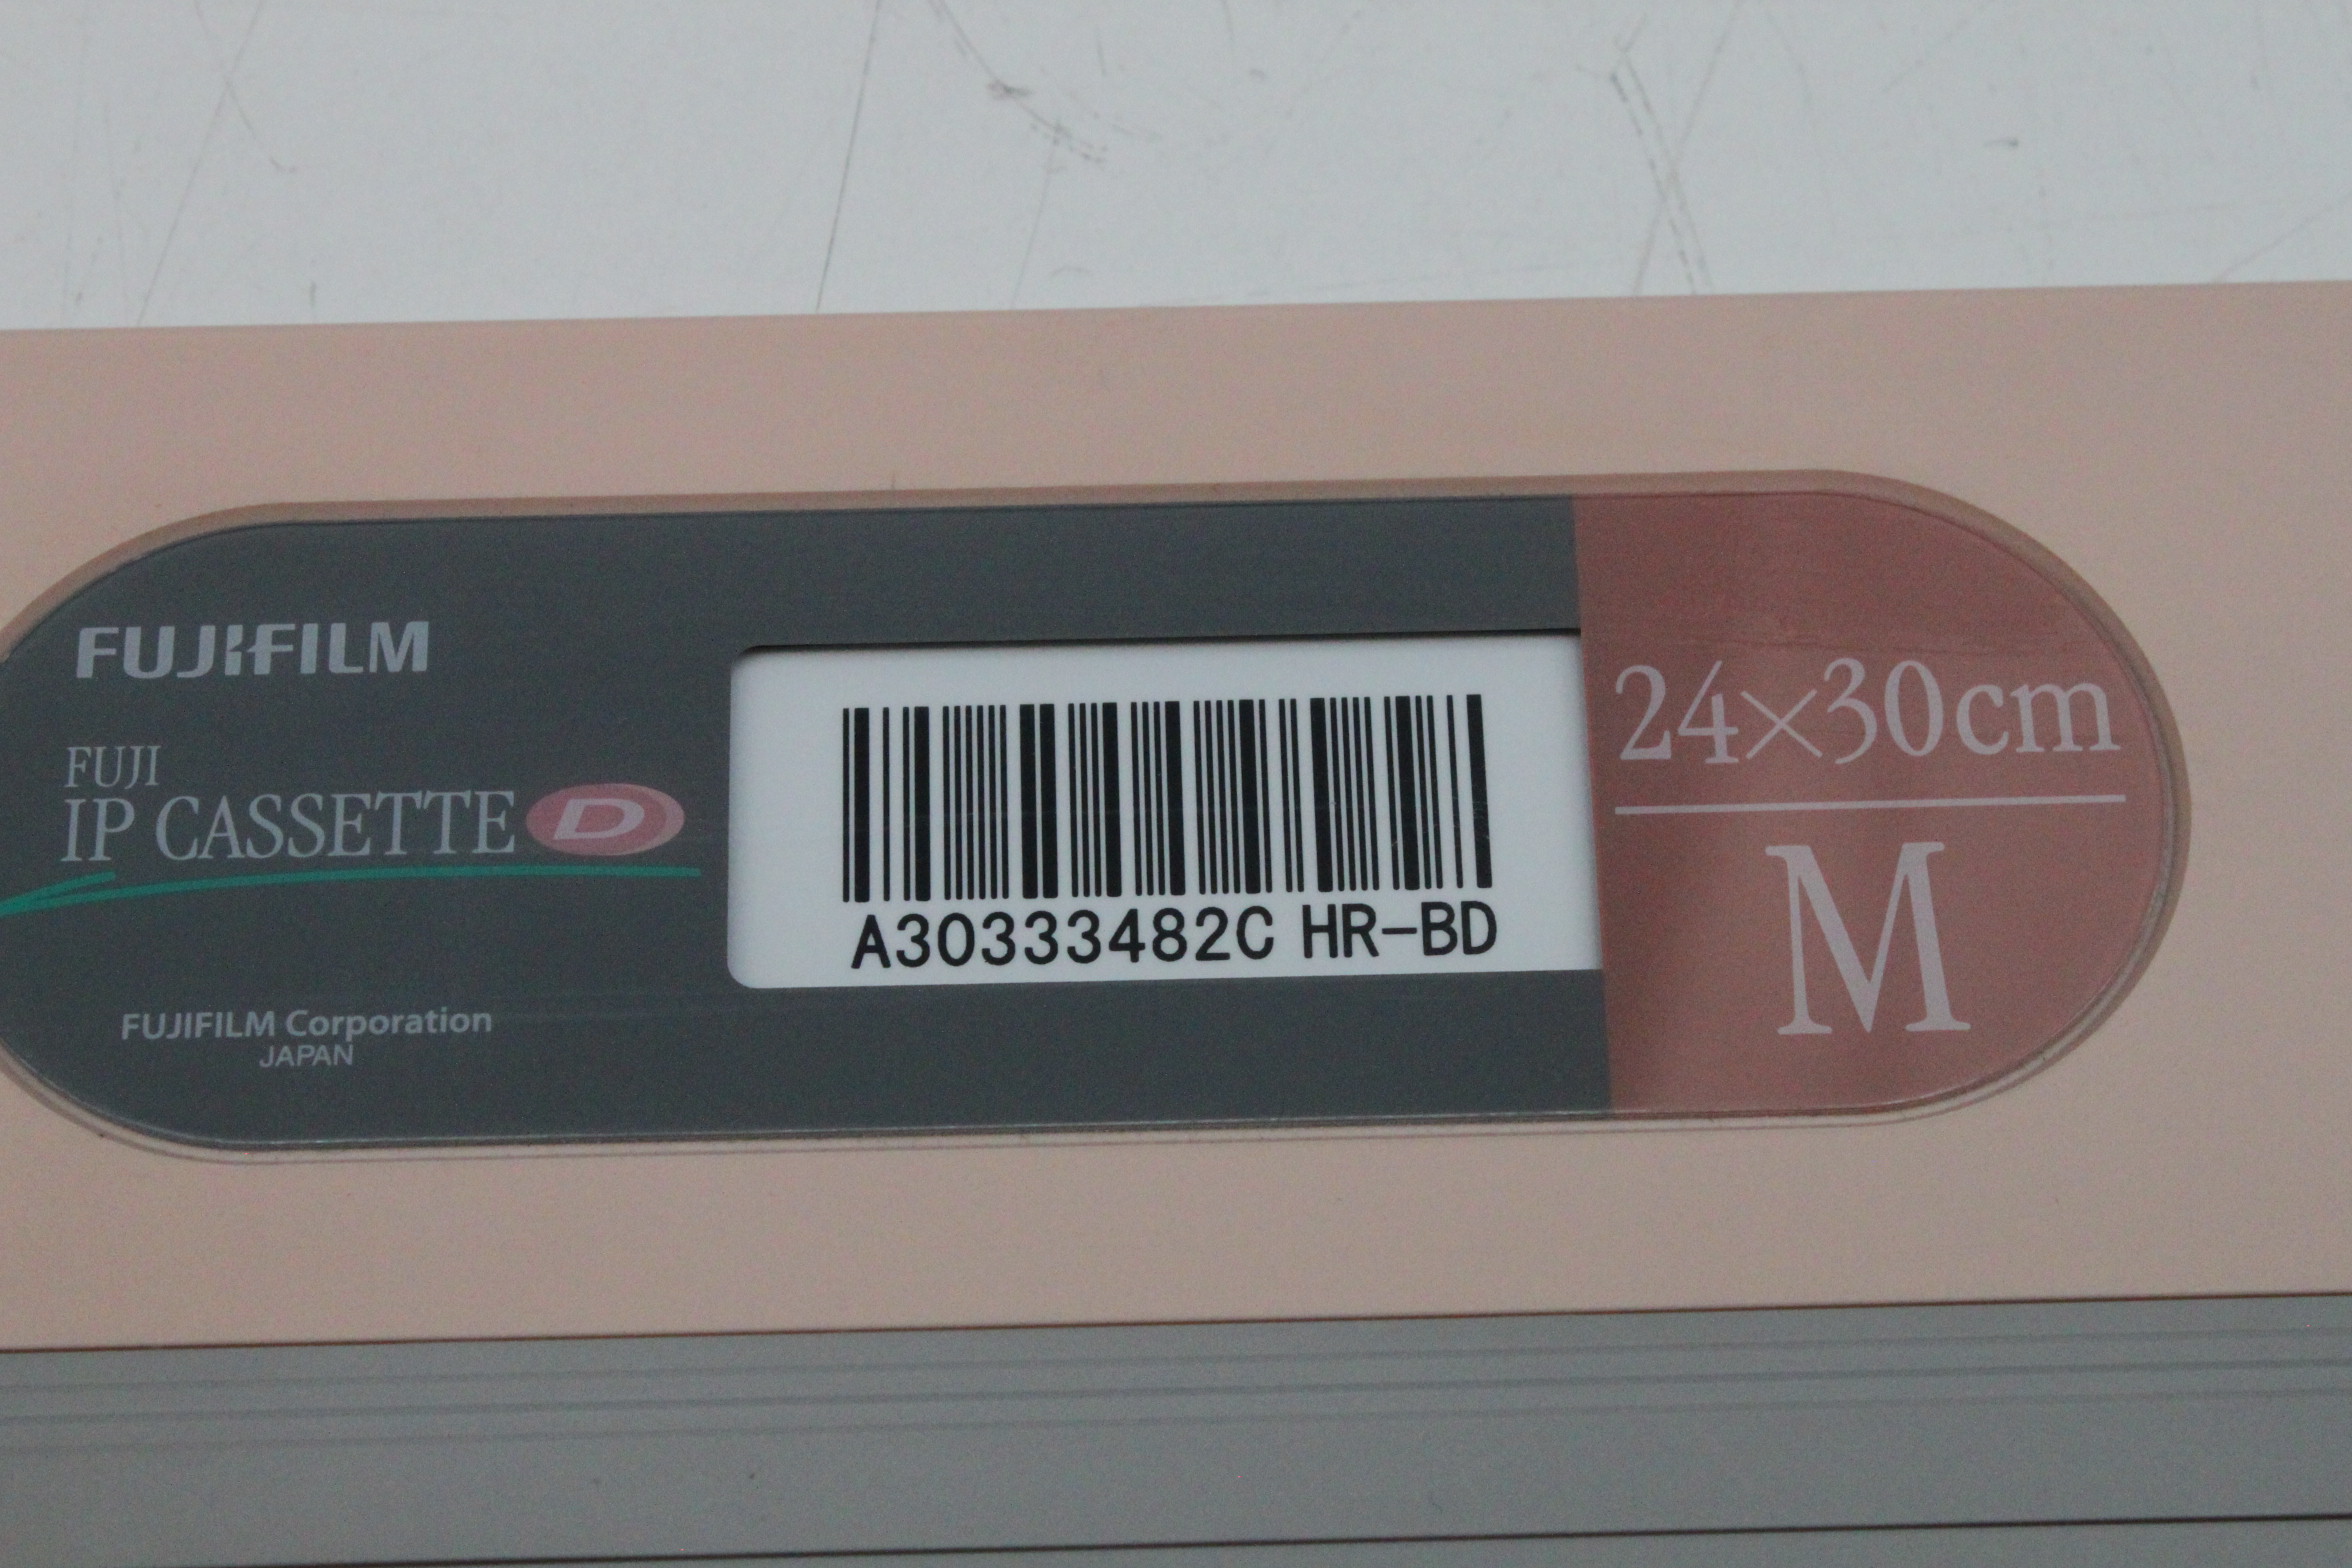 FUJIFILM
FUJI
IP CASSETTE D
FUJIFILM Corporation
JAPAN
A30333482C HR-BD
24×30cm
M